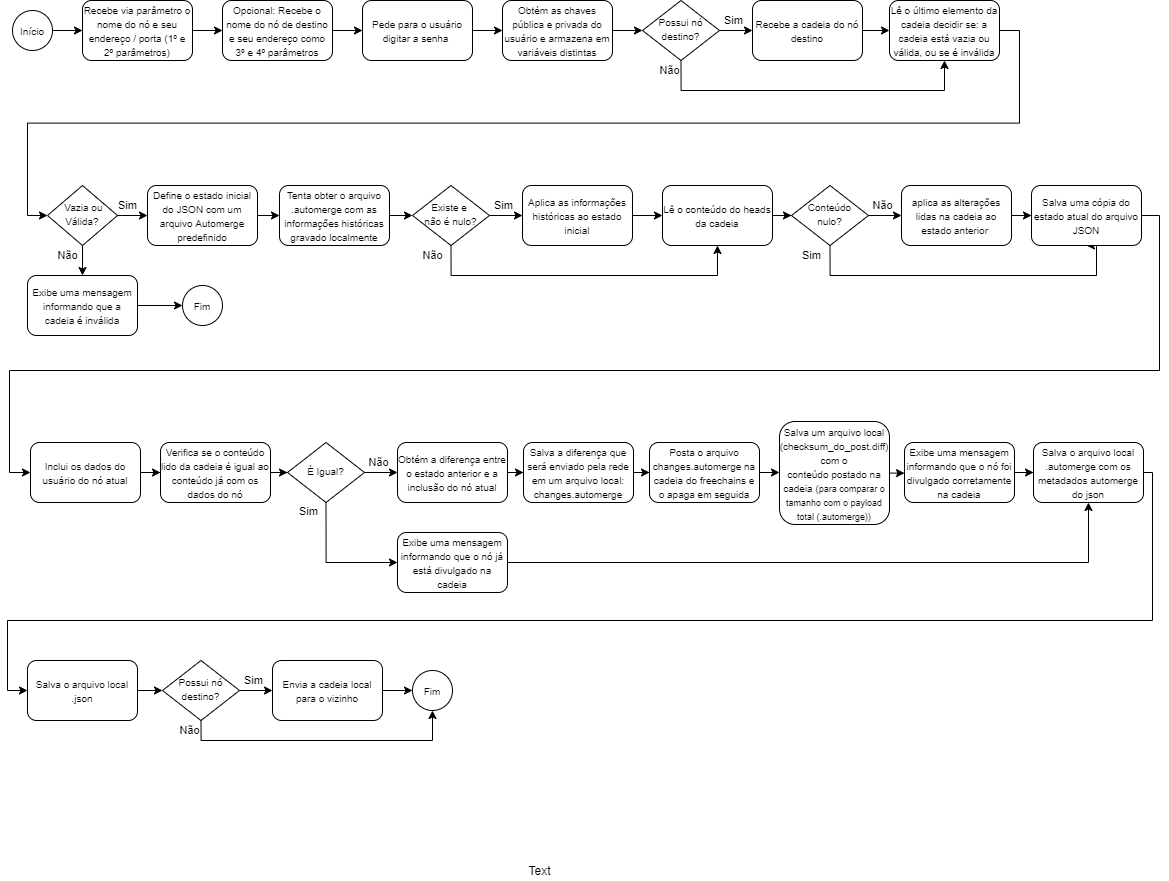 Início
Recebe via parâmetro o
nome do nó e seu
endereço / porta (1º e
2º parâmetros)
Opcional: Recebe o
nome do nó de destino
e seu endereço como
3º e 4º parâmetros
Pede para o usuário
digitar a senha
Obtém as chaves
pública e privada do
usuário e armazena em
variáveis distintas
Possui nó
destino?
Sim
Não
Recebe a cadeia do nó
destino
Lê o último elemento da
cadeia decidir se: a
cadeia está vazia ou
válida, ou se é inválida
Vazia ou
Válida?
Sim
Não
Define o estado inicial
do JSON com um
arquivo Automerge
predefinido
Tenta obter o arquivo
.automerge com as
informações históricas
gravado localmente
Existe e
não é nulo?
Sim
Não
Aplica as informações
históricas ao estado
inicial
Lê o conteúdo do heads
da cadeia
Conteúdo
nulo?
Não
Sim
aplica as alterações
lidas na cadeia ao
estado anterior
Salva uma cópia do
estado atual do arquivo
JSON
Exibe uma mensagem
informando que a
cadeia é inválida
Fim
Inclui os dados do
usuário do nó atual
Verifica se o conteúdo
lido da cadeia é igual ao
conteúdo já com os
dados do nó
É Igual?
Não
Sim
Obtém a diferença entre
o estado anterior e a
inclusão do nó atual
Salva a diferença que
será enviado pela rede
em um arquivo local:
changes.automerge
Posta o arquivo
changes.automerge na
cadeia do freechains e
o apaga em seguida
Salva um arquivo local
(checksum_do_post.diff)
com o
conteúdo postado na
cadeia (para comparar o
tamanho com o payload
total (.automerge))
Exibe uma mensagem
informando que o nó foi
divulgado corretamente
na cadeia
Salva o arquivo local
.automerge com os
metadados automerge
do json
Exibe uma mensagem
informando que o nó já
está divulgado na
cadeia
Salva o arquivo local
.json
Possui nó
destino?
Sim
Não
Envia a cadeia local
para o vizinho
Fim
Text